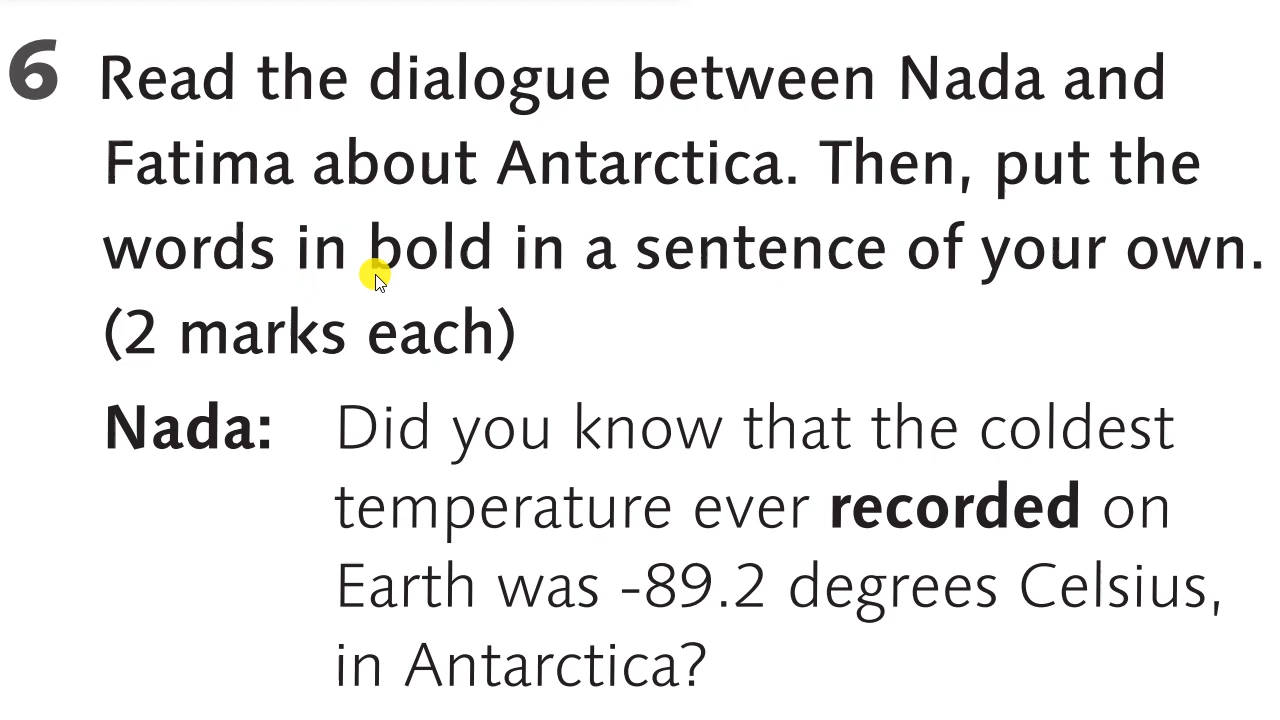 6 Read the dialogue between Nada and
Fatima about Antarctica. Then, put the
words in bold in a sentence of your own.
(2 marks each)
Nada: Did you know that the coldest
temperature ever recorded on
Earth was -89.2 degrees Celsius,
in Antarctica?